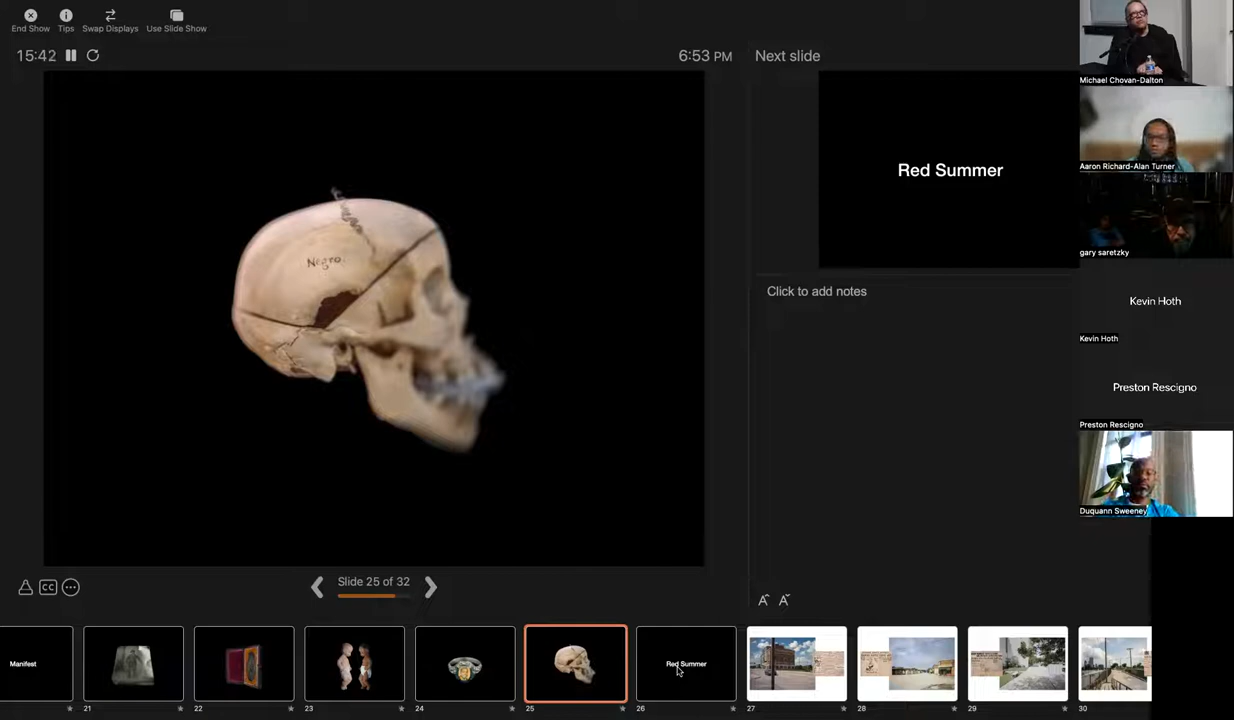 End Show
Tips
Swap Displays
Use Slide Show
15:42
6:53 PM
Next slide
Negro.
Red Summer
Click to add notes
Michael Chovan-Dalton
Aaron Richard-Alan Turner
gary saretzky
Kevin Hoth
Kevin Hoth
Preston Rescigno
Preston Rescigno
Duquann Sweeney
CC
Slide 25 of 32
A A
Manifest
Red Summer
21
22
23
24
25
26
27
28
29
30